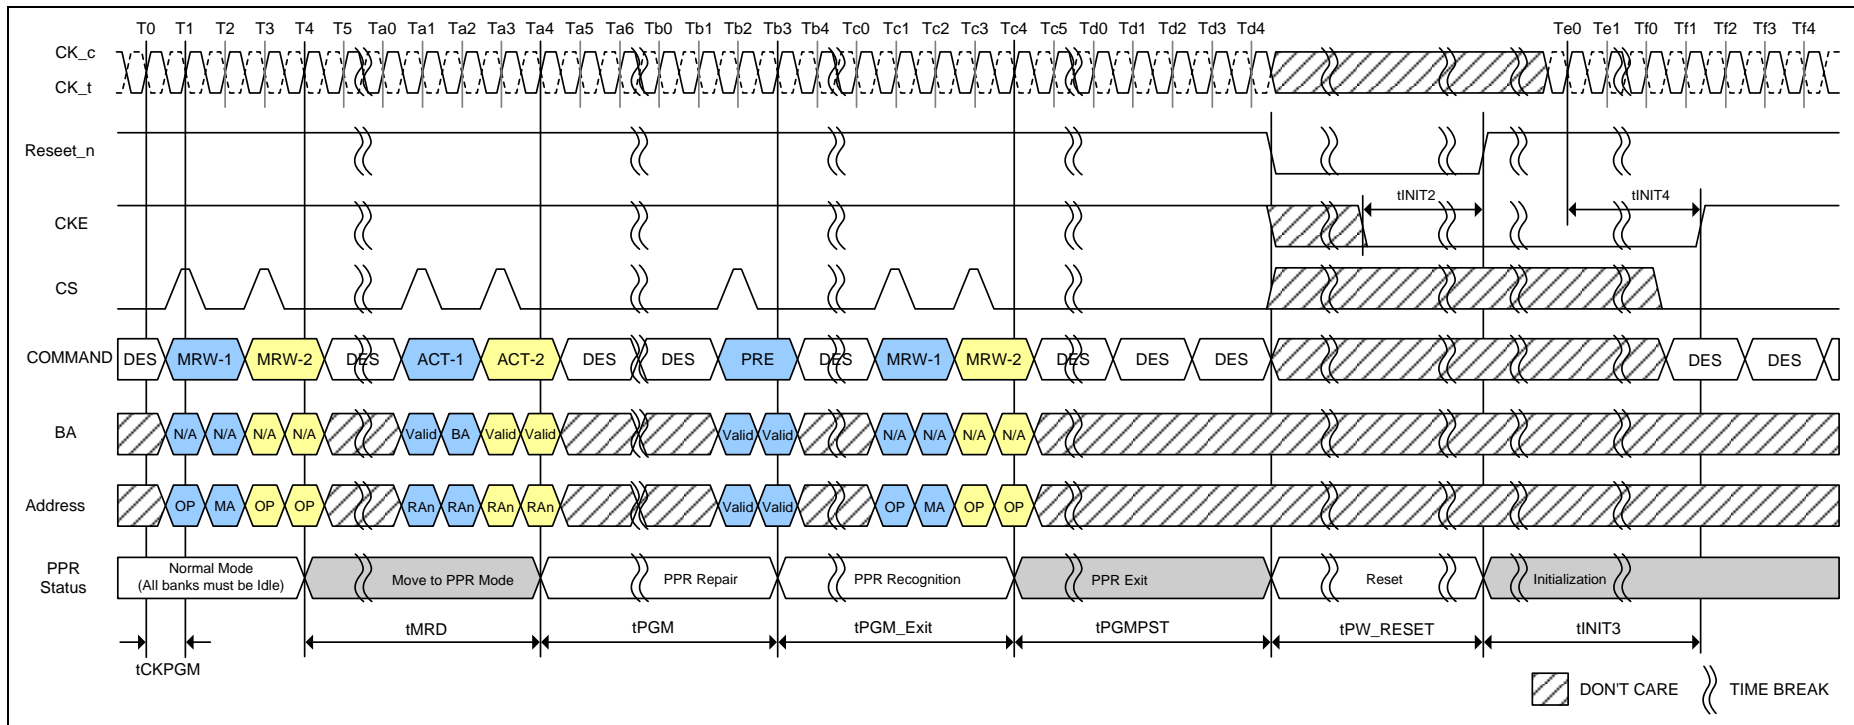 T0 T1 T2 T3 T4 T5 Ta0 Ta1 Ta2 Ta3 Ta4 Ta5 Ta6 Tb0 Tb1 Tb2 Tb3 Tb4 Tc0 Tc1 Tc2 Tc3 Tc4 Tc5 Td0 Td1 Td2 Td3 Td4 Te0 Te1 Tf0 Tf1 Tf2 Tf3 Tf4
CK_c
CK_t
Reseet_n
CKE tINIT2 tINIT4
CS
COMMAND DES MRW-1 MRW-2 DES ACT-1 ACT-2 DES DES PRE DES MRW-1 MRW-2 DES DES DES DES DES
BA N/A N/A N/A N/A Valid BA Valid Valid Valid Valid N/A N/A N/A N/A
Address OP MA OP OP RAn RAn RAn RAn Valid Valid OP MA OP OP
PPR Status
Normal Mode
(All banks must be Idle)
Move to PPR Mode PPR Repair PPR Recognition PPR Exit Reset Initialization
tCKPGM tMRD tPGM tPGM_Exit tPGMPST tPW_RESET tINIT3
DON'T CARE TIME BREAK